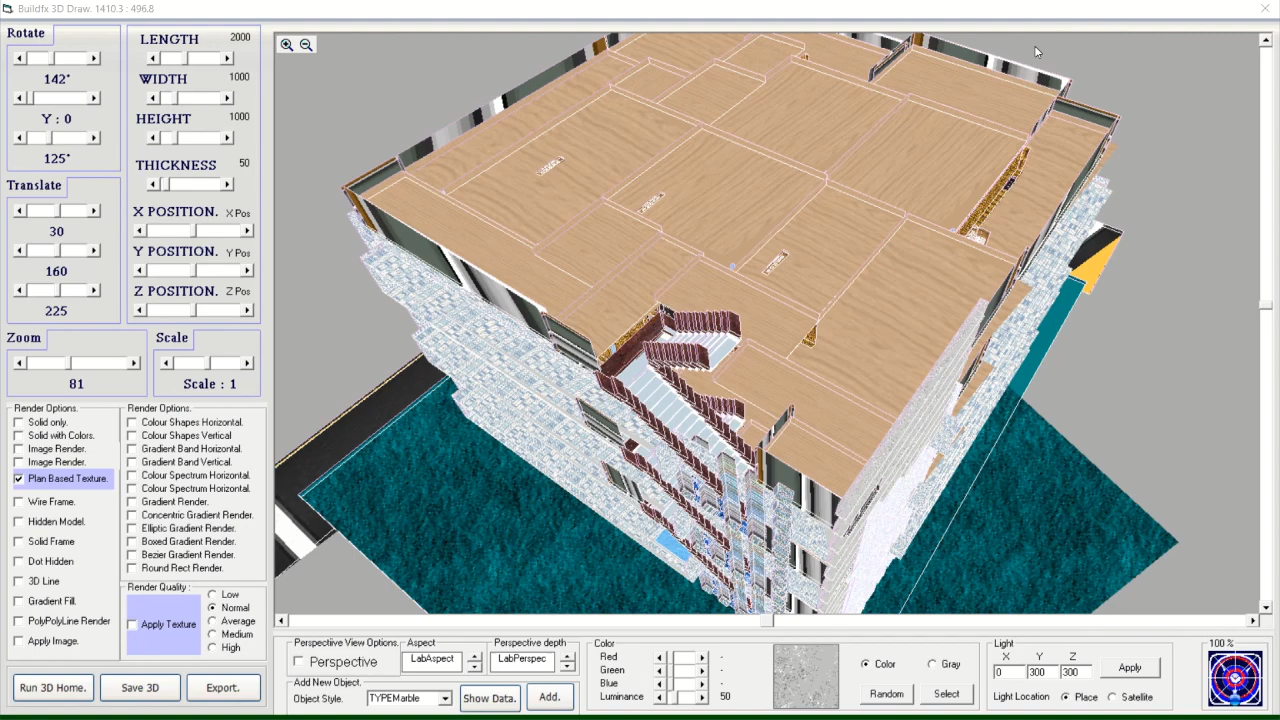 Buildfx 3D Draw. 1410.3 : 496.8
Rotate
142°
Y : 0
125°
Translate
30
160
225
LENGTH 2000
WIDTH 1000
HEIGHT 1000
THICKNESS 50
X POSITION. X Pos
Y POSITION. Y Pos
Z POSITION. Z Pos
Zoom
81
Scale
Scale : 1
Render Options.
Solid only.
Solid with Colors.
Image Render.
Image Render.
Plan Based Texture.
Wire Frame.
Hidden Model.
Solid Frame
Dot Hidden
3D Line
Gradient Fill.
PolyPolyLine Render
Apply Image.
Render Options.
Colour Shapes Horizontal.
Colour Shapes Vertical
Gradient Band Horizontal.
Gradient Band Vertical.
Colour Spectrum Horizontal.
Colour Spectrum Horizontal.
Gradient Render.
Concentric Gradient Render.
Elliptic Gradient Render.
Boxed Gradient Render.
Bezier Gradient Render.
Round Rect Render.
Render Quality :
Apply Texture
Low
Normal
Average
Medium
High
Run 3D Home.
Save 3D
Export.
Perspective View Options.
Perspective
Aspect
LabAspect
Perspective depth
LabPerspec
Add New Object.
Object Style:
TYPEMarble
Show Data.
Add.
Color
Red -
Green -
Blue -
Luminance 50
Color
Gray
Random
Select
Light
X Y Z
0 300 300
Apply
Light Location
Place
Satellite
100 %